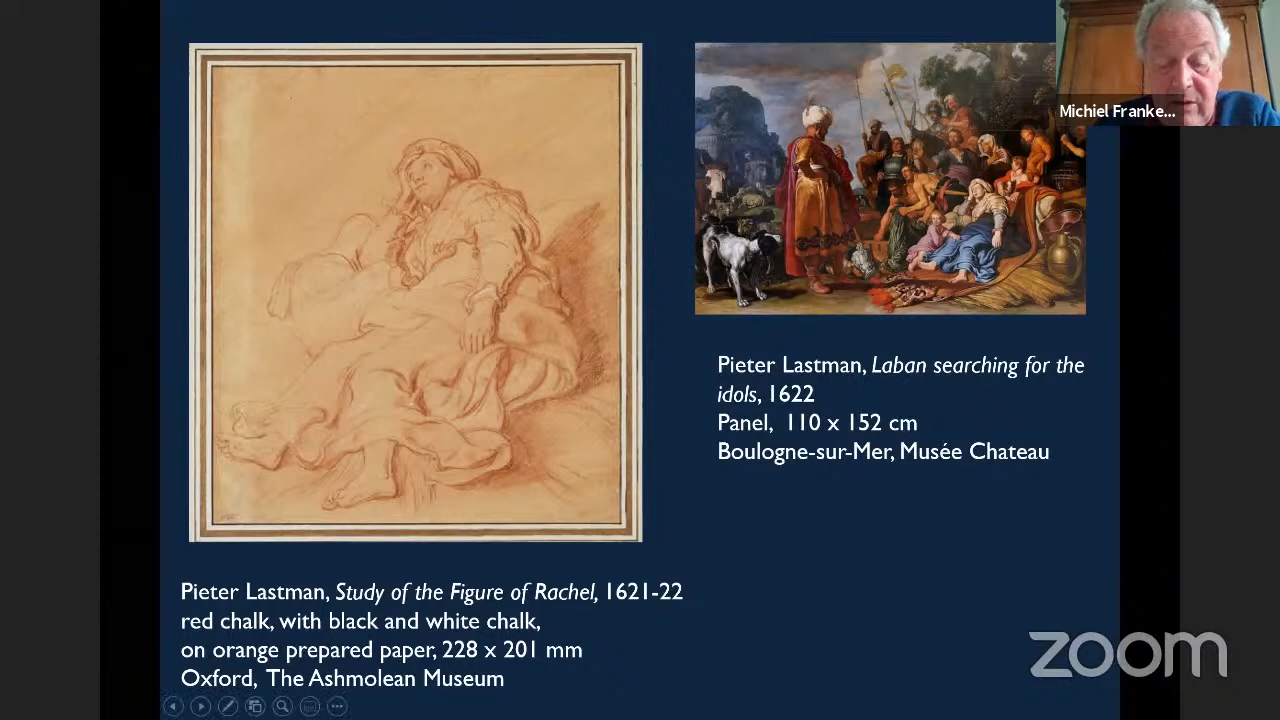 Michiel Franke...
Pieter Lastman, Laban searching for the
idols, 1622
Panel, 110 x 152 cm
Boulogne-sur-Mer, Musée Chateau
Pieter Lastman, Study of the Figure of Rachel, 1621-22
red chalk, with black and white chalk,
on orange prepared paper, 228 x 201 mm
Oxford, The Ashmolean Museum
zoom